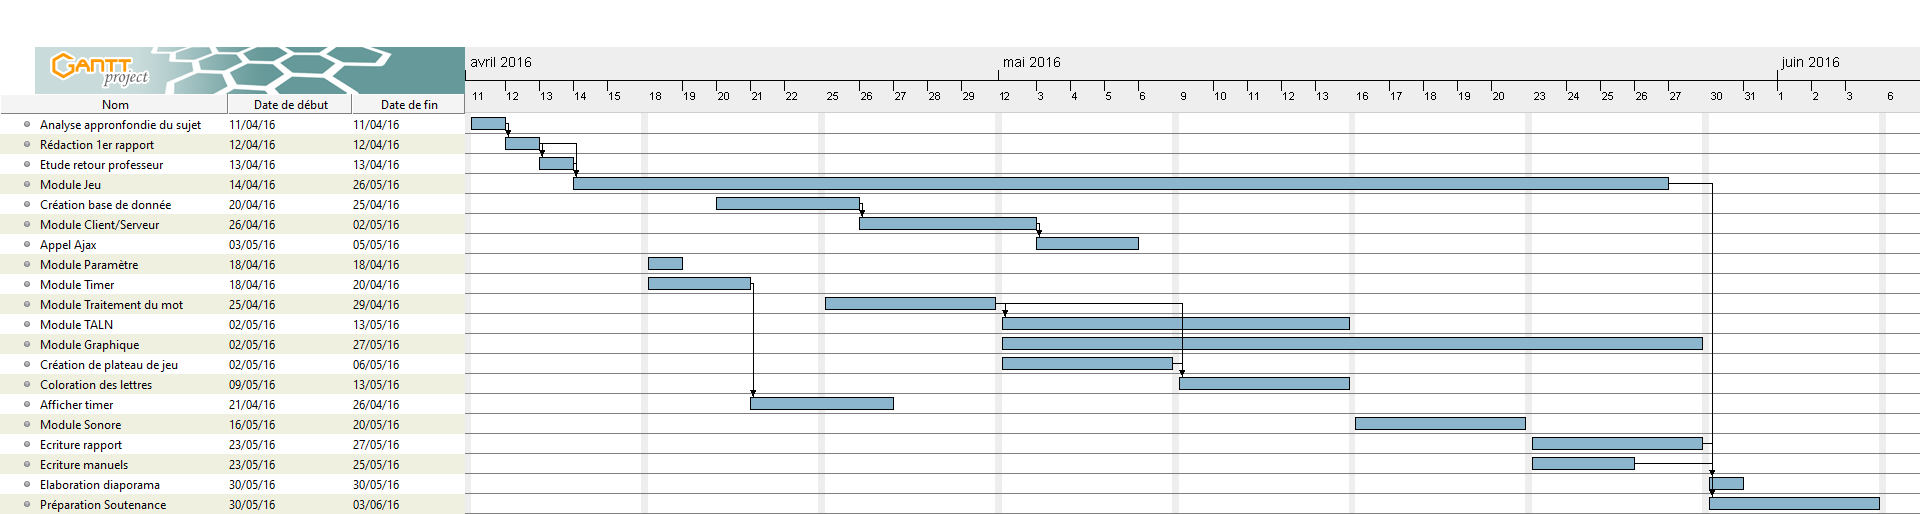 GANTT
project
avril 2016 mai 2016 juin 2016
11 12 13 14 15 18 19 20 21 22 25 26 27 28 29 12 3 4 5 6 9 10 11 12 13 16 17 18 19 20 23 24 25 26 27 30 31 1 2 3 6
Nom Date de début Date de fin
Analyse appronfondie du sujet 11/04/16 11/04/16
Rédaction 1er rapport 12/04/16 12/04/16
Etude retour professeur 13/04/16 13/04/16
Module Jeu 14/04/16 26/05/16
Création base de donnée 20/04/16 25/04/16
Module Client/Serveur 26/04/16 02/05/16
Appel Ajax 03/05/16 05/05/16
Module Paramètre 18/04/16 18/04/16
Module Timer 18/04/16 20/04/16
Module Traitement du mot 25/04/16 29/04/16
Module TALN 02/05/16 13/05/16
Module Graphique 02/05/16 27/05/16
Création de plateau de jeu 02/05/16 06/05/16
Coloration des lettres 09/05/16 13/05/16
Afficher timer 21/04/16 26/04/16
Module Sonore 16/05/16 20/05/16
Ecriture rapport 23/05/16 27/05/16
Ecriture manuels 23/05/16 25/05/16
Elaboration diaporama 30/05/16 30/05/16
Préparation Soutenance 30/05/16 03/06/16